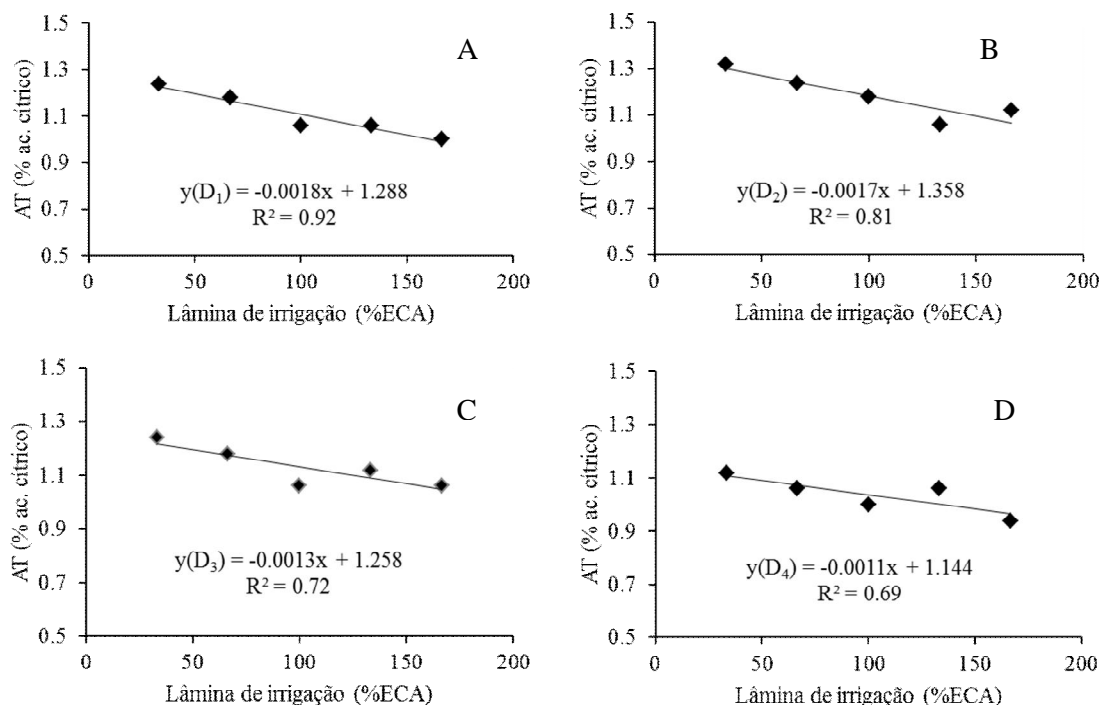 A
AT (% ac. cítrico)
1.5
1.3
1.1
0.9
0.7
0.5
y(D₁) = -0.0018x + 1.288
R² = 0.92
0 50 100 150 200
Lâmina de irrigação (%ECA)
B
AT (% ac. cítrico)
1.5
1.3
1.1
0.9
0.7
0.5
y(D₂) = -0.0017x + 1.358
R² = 0.81
0 50 100 150 200
Lâmina de irrigação (%ECA)
C
AT (% ac. cítrico)
1.5
1.3
1.1
0.9
0.7
0.5
y(D₃) = -0.0013x + 1.258
R² = 0.72
0 50 100 150 200
Lâmina de irrigação (%ECA)
D
AT (% ac. cítrico)
1.5
1.3
1.1
0.9
0.7
0.5
y(D₄) = -0.0011x + 1.144
R² = 0.69
0 50 100 150 200
Lâmina de irrigação (%ECA)